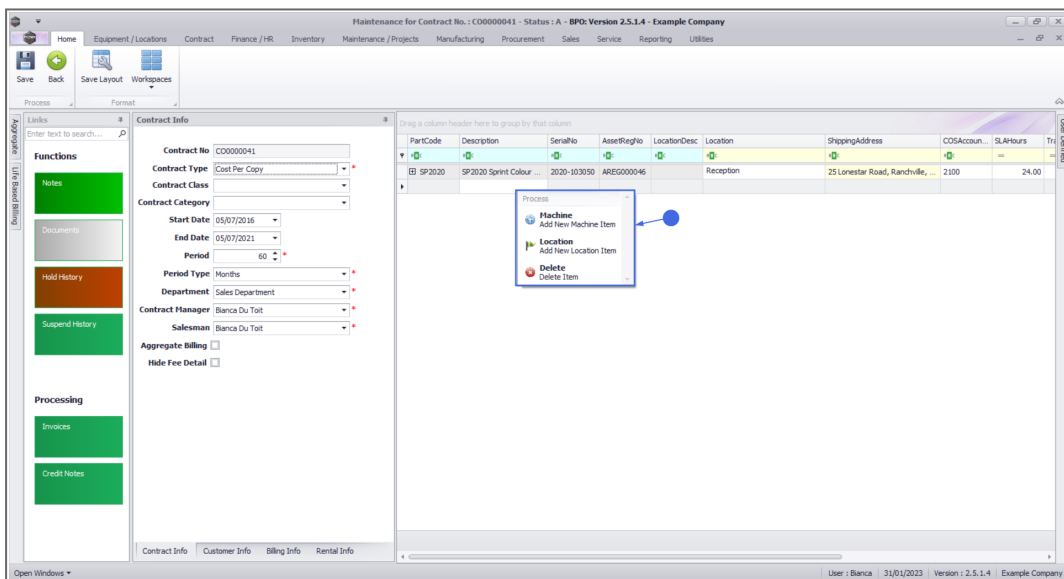 Maintenance for Contract No. : CO0000041 - Status : A - BPO: Version 2.5.1.4 - Example Company
Home Equipment / Locations Contract Finance / HR Inventory Maintenance / Projects Manufacturing Procurement Sales Service Reporting Utilities
Save Back Save Layout Workspaces
Process Format
Aggregate
Life Based Billing
Links
Enter text to search...
Functions
Notes
Documents
Hold History
Suspend History
Processing
Invoices
Credit Notes
Contract Info
Contract No CO0000041
Contract Type Cost Per Copy *
Contract Class
Contract Category
Start Date 05/07/2016
End Date 05/07/2021
Period 60 *
Period Type Months *
Department Sales Department *
Contract Manager Bianca Du Toit *
Salesman Bianca Du Toit *
Aggregate Billing
Hide Fee Detail
Contract Info Customer Info Billing Info Rental Info
Drag a column header here to group by that column
PartCode Description SerialNo AssetRegNo LocationDesc Location ShippingAddress COSAccoun... SLAHours
SP2020 SP2020 Sprint Colour ... 2020-103050 AREG000046 Reception 25 Lonestar Road, Ranchville, ... 2100 24.00
Process
Machine
Add New Machine Item
Location
Add New Location Item
Delete
Delete Item
User Defined
Open Windows
User : Bianca 31/01/2023 Version : 2.5.1.4 Example Company